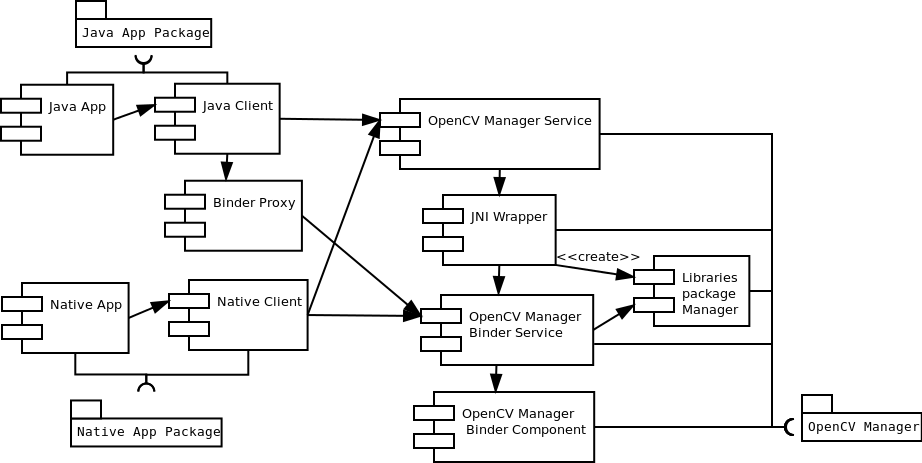 Java App Package
Java App
Java Client
OpenCV Manager Service
Binder Proxy
JNI Wrapper
<<create>>
Libraries
package
Manager
Native App
Native Client
OpenCV Manager
Binder Service
OpenCV Manager
Binder Component
Native App Package
OpenCV Manager